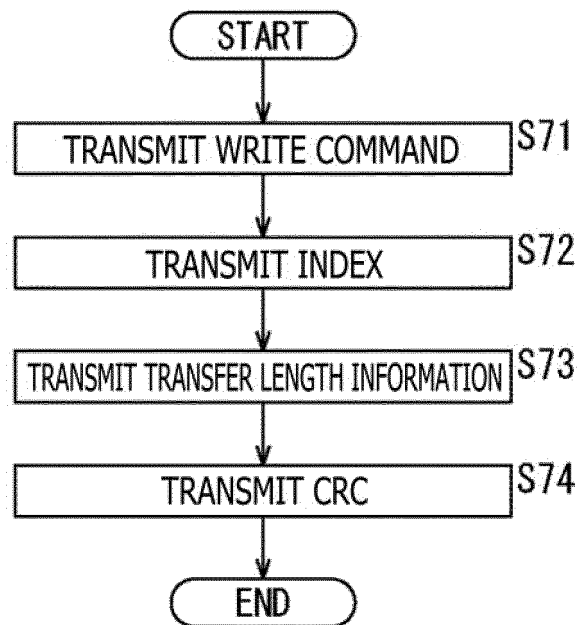 START
TRANSMIT WRITE COMMAND S71
TRANSMIT INDEX S72
TRANSMIT TRANSFER LENGTH INFORMATION S73
TRANSMIT CRC S74
END